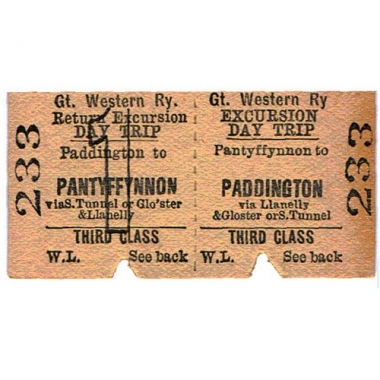 233
Gt. Western Ry.
Return Excursion
DAY TRIP
Paddington to
PANTYFFYNNON
via S. Tunnel or Glo'ster
& Llanelly
THIRD CLASS
W.L. See back
1
Gt. Western Ry
EXCURSION
DAY TRIP
Pantyffynnon to
PADDINGTON
via Llanelly
& Gloster or S. Tunnel
THIRD CLASS
W.L. See back
233